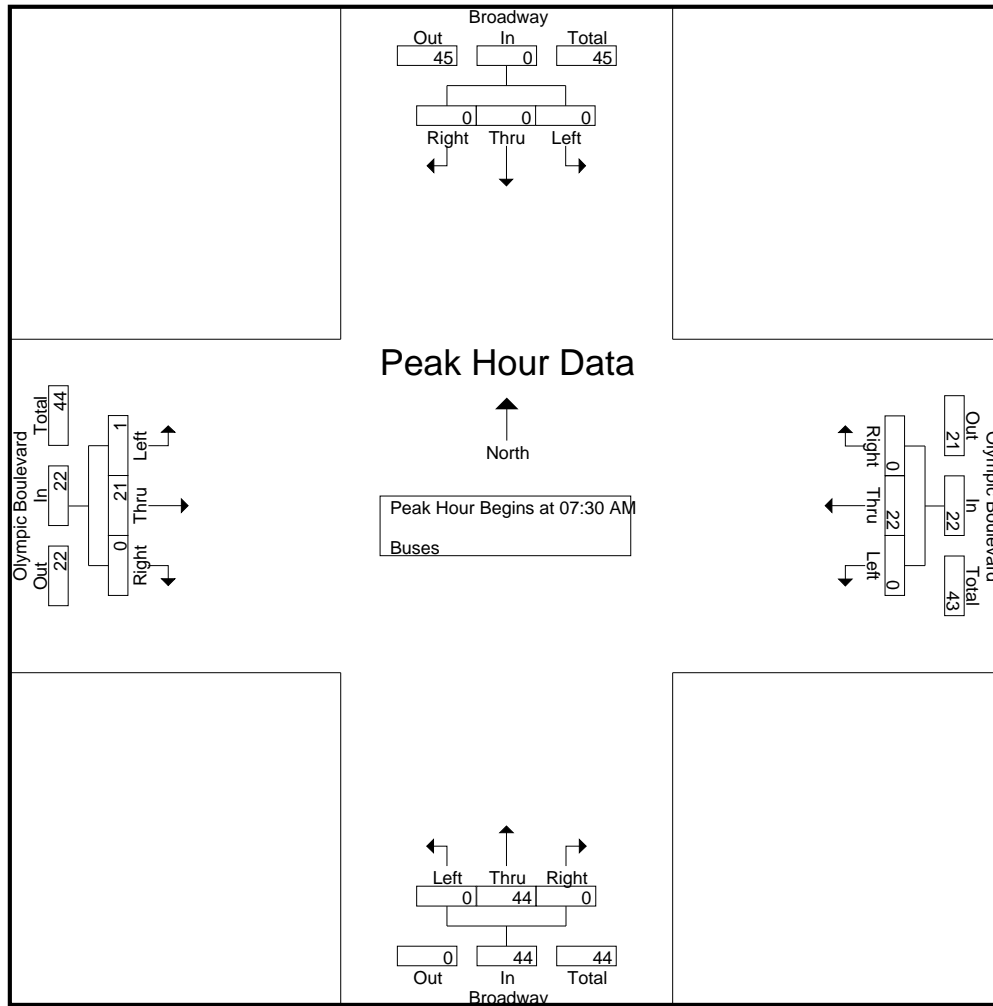 Broadway
Out In Total
45 0 45
0 0 0
Right Thru Left
Peak Hour Data
North
Peak Hour Begins at 07:30 AM
Buses
Olympic Boulevard
Out In Total
22 22 44
Left Thru Right
1 21 0
Olympic Boulevard
Out In Total
21 22 43
Right Thru Left
0 22 0
Left Thru Right
0 44 0
0 44 44
Out In Total
Broadway